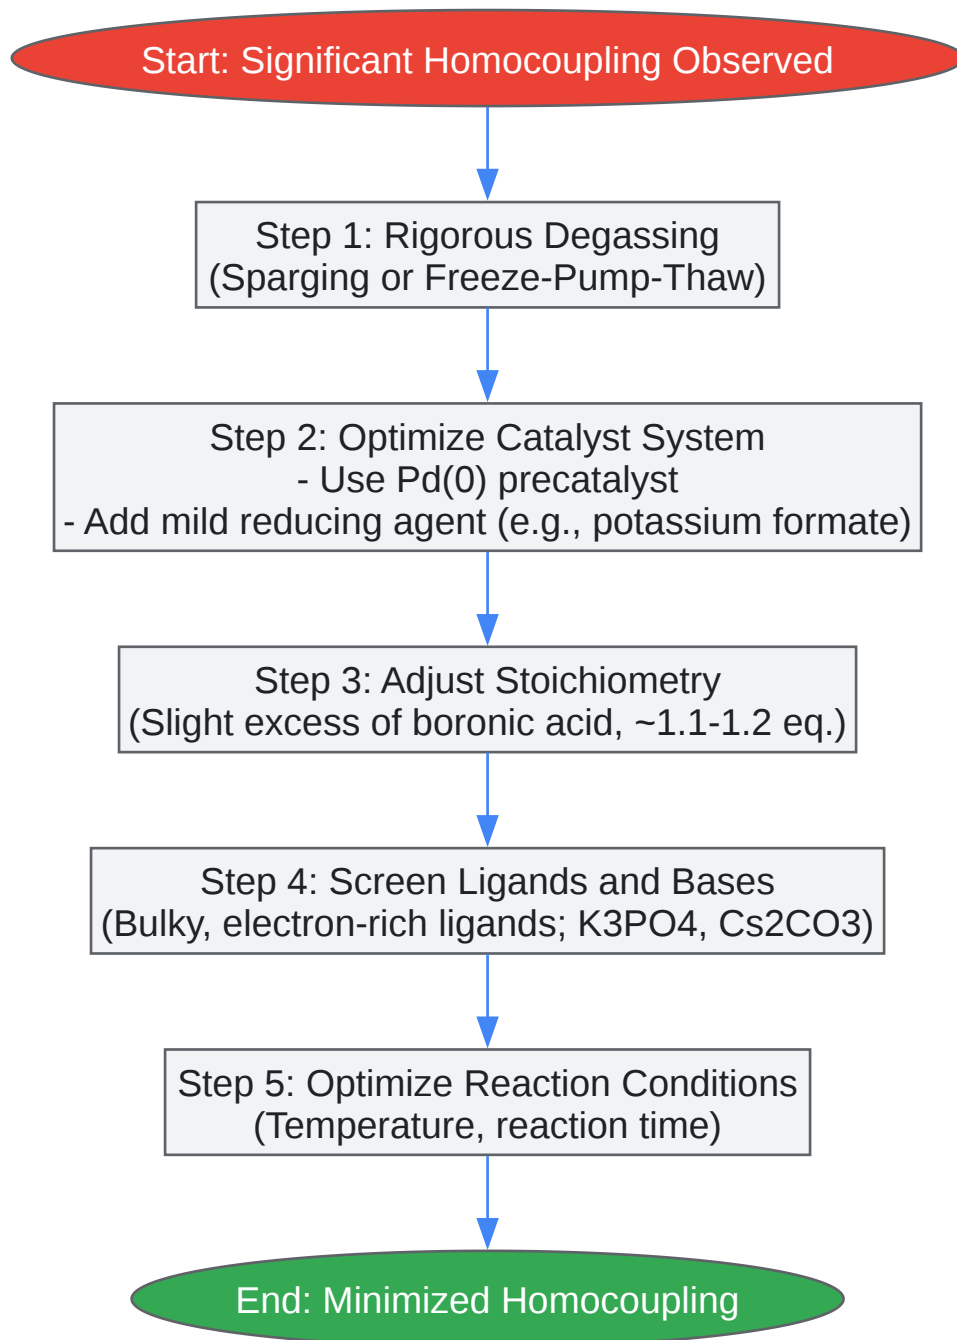 Start: Significant Homocoupling Observed
Step 1: Rigorous Degassing
(Sparging or Freeze-Pump-Thaw)
Step 2: Optimize Catalyst System
- Use Pd(0) precatalyst
- Add mild reducing agent (e.g., potassium formate)
Step 3: Adjust Stoichiometry
(Slight excess of boronic acid, ~1.1-1.2 eq.)
Step 4: Screen Ligands and Bases
(Bulky, electron-rich ligands; K3PO4, Cs2CO3)
Step 5: Optimize Reaction Conditions
(Temperature, reaction time)
End: Minimized Homocoupling